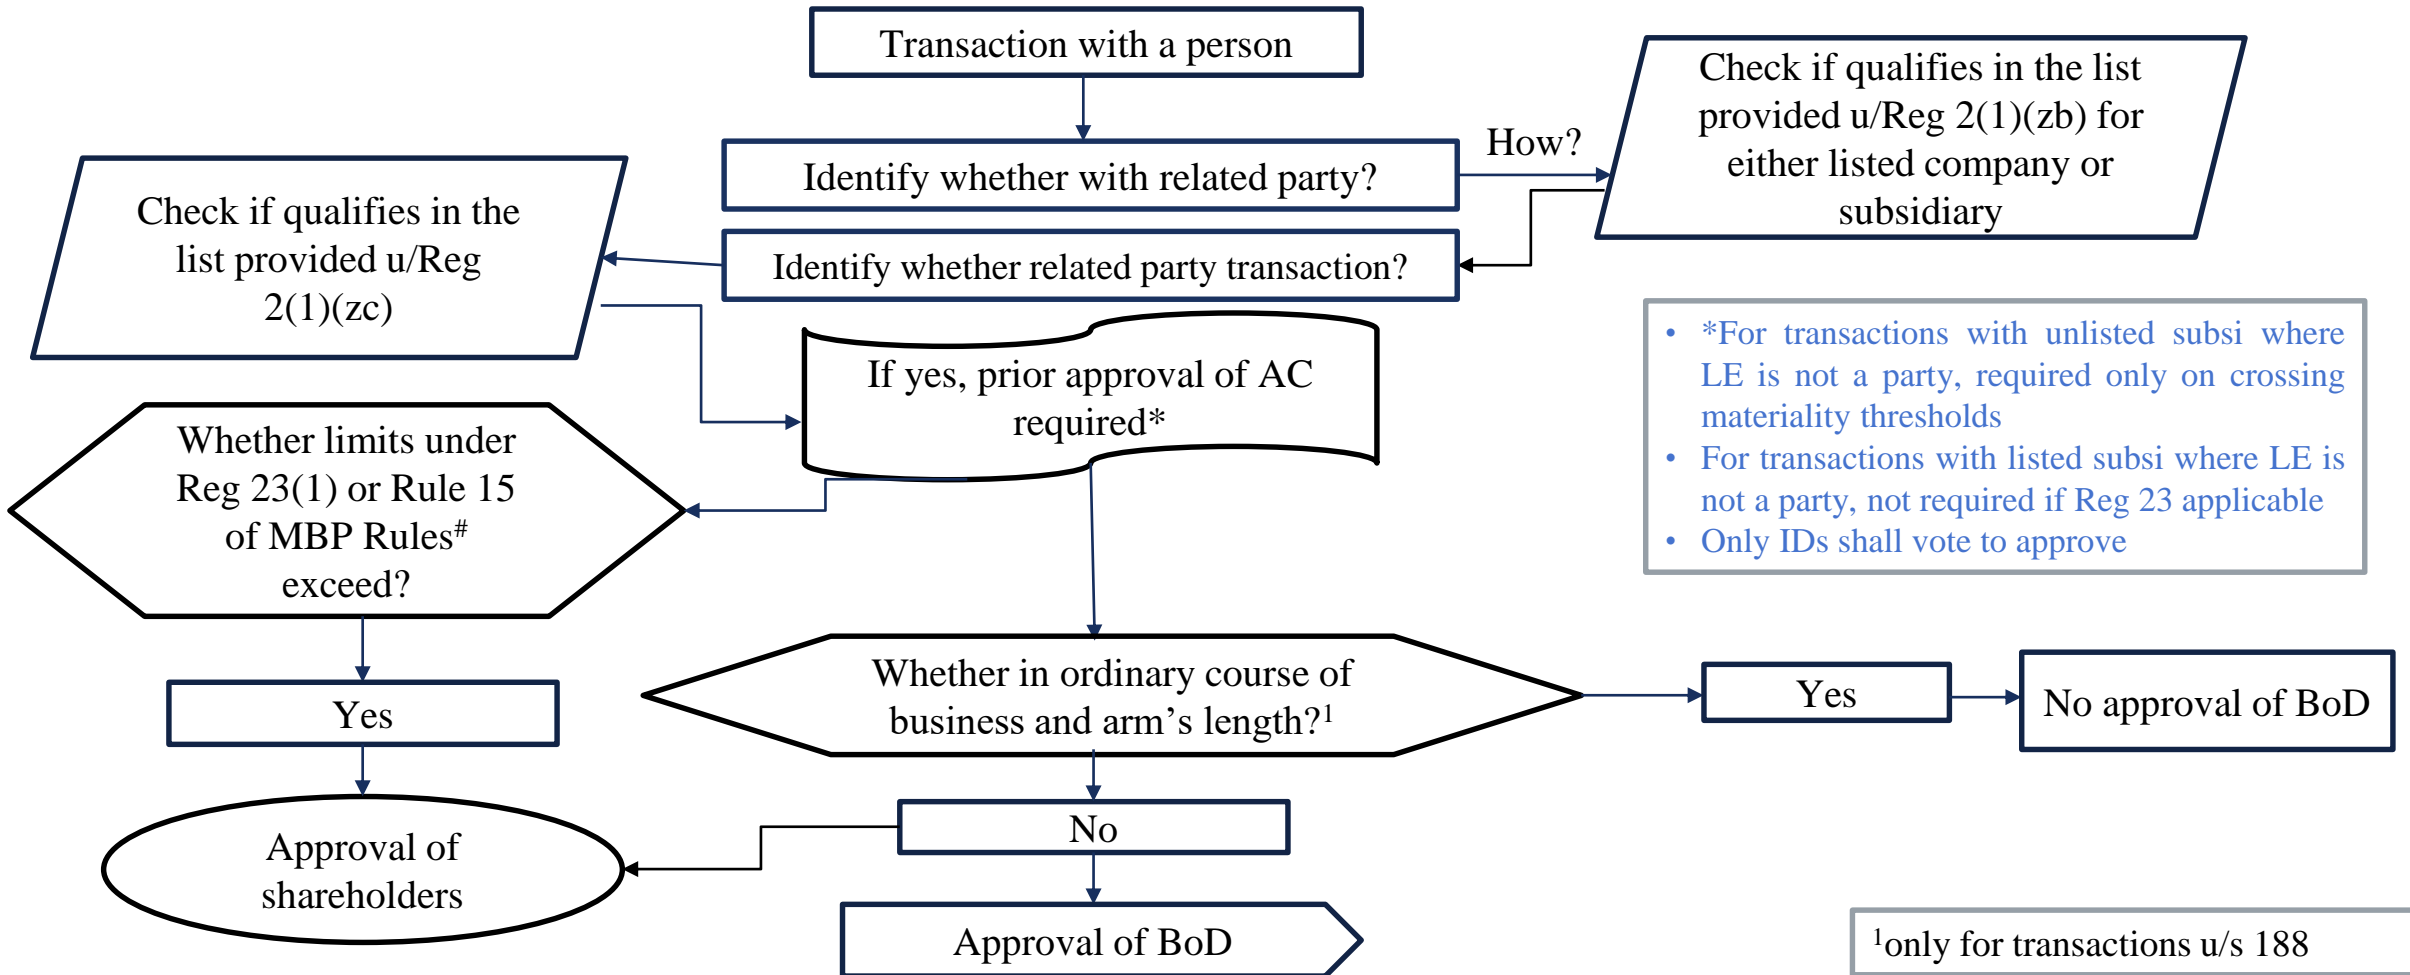 Transaction with a person
Check if qualifies in the list
provided u/Reg 2(1)(zb) for
either listed company or
subsidiary
How?
Identify whether with related party?
Identify whether related party transaction?
Check if qualifies in the
list provided u/Reg
2(1)(zc)
If yes, prior approval of AC
required*
• *For transactions with unlisted subsi where
LE is not a party, required only on crossing
materiality thresholds
• For transactions with listed subsi where LE is
not a party, not required if Reg 23 applicable
• Only IDs shall vote to approve
Whether limits under
Reg 23(1) or Rule 15
of MBP Rules#
exceed?
Whether in ordinary course of
business and arm’s length?1
Yes
Yes
No approval of BoD
No
Approval of
shareholders
Approval of BoD
1only for transactions u/s 188